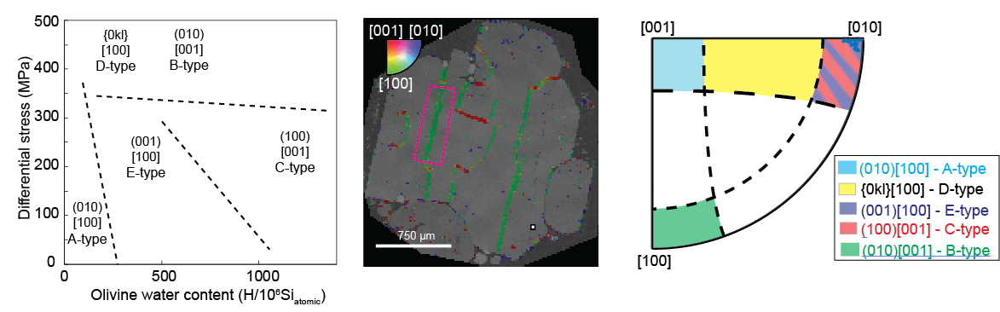 500
400
300
200
100
0
Differential stress (MPa)
{0kl}
[100]
D-type
(010)
[001]
B-type
(001)
[100]
E-type
(100)
[001]
C-type
(010)
[100]
A-type
0
500
1000
Olivine water content (H/10⁶Si_atomic)
[001] [010]
[100]
750 µm
[001]
[010]
[100]
(010)[100] - A-type
{0kl}[100] - D-type
(001)[100] - E-type
(100)[001] - C-type
(010)[001] - B-type